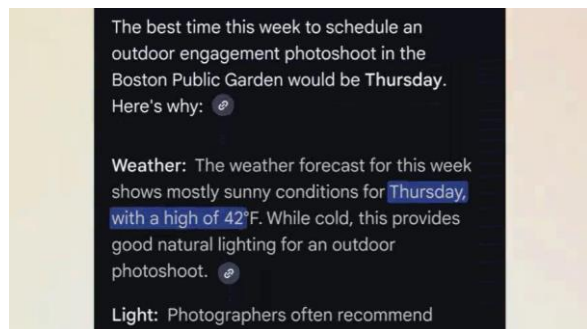 The best time this week to schedule an
outdoor engagement photoshoot in the
Boston Public Garden would be Thursday.
Here's why:
Weather: The weather forecast for this week
shows mostly sunny conditions for Thursday,
with a high of 42°F. While cold, this provides
good natural lighting for an outdoor
photoshoot.
Light: Photographers often recommend